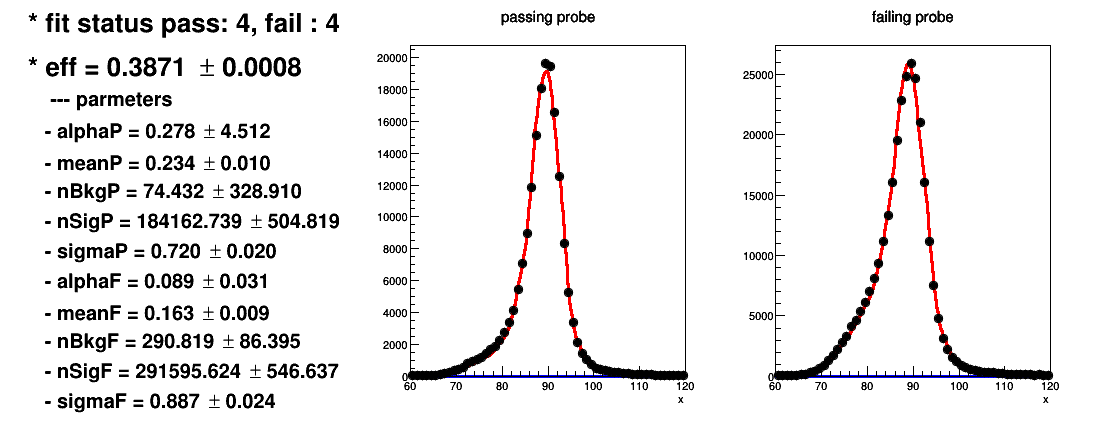 * fit status pass: 4, fail : 4
* eff = 0.3871 ± 0.0008
--- parmeters
- alphaP = 0.278 ± 4.512
- meanP = 0.234 ± 0.010
- nBkgP = 74.432 ± 328.910
- nSigP = 184162.739 ± 504.819
- sigmaP = 0.720 ± 0.020
- alphaF = 0.089 ± 0.031
- meanF = 0.163 ± 0.009
- nBkgF = 290.819 ± 86.395
- nSigF = 291595.624 ± 546.637
- sigmaF = 0.887 ± 0.024
passing probe
20000
18000
16000
14000
12000
10000
8000
6000
4000
2000
0
60 70 80 90 100 110 120
x
failing probe
25000
20000
15000
10000
5000
0
60 70 80 90 100 110 120
x